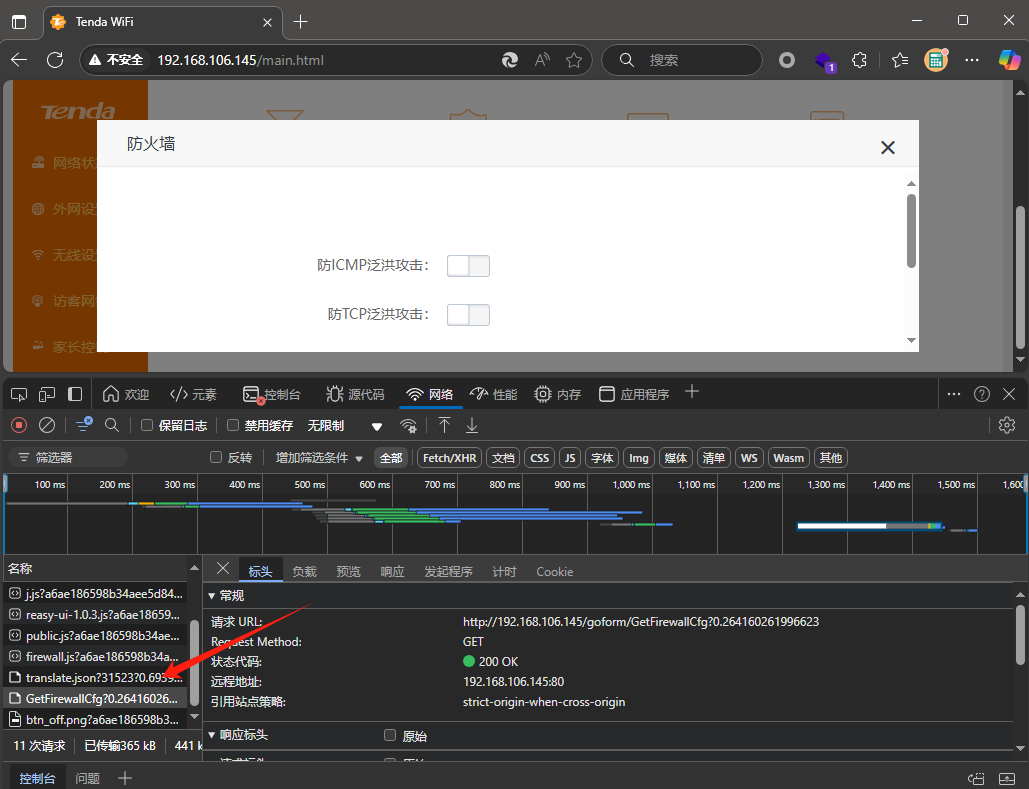 Tenda WiFi
不安全 192.168.106.145/main.html
搜索
1
Tenda
防火墙
网络状
外网设
无线设
访客网
家长控
防ICMP泛洪攻击：
防TCP泛洪攻击：
欢迎 元素 控制台 源代码 网络 性能 内存 应用程序
保留日志 禁用缓存 无限制
筛选器 反转 增加筛选条件 全部 Fetch/XHR 文档 CSS JS 字体 Img 媒体 清单 WS Wasm 其他
100 ms 200 ms 300 ms 400 ms 500 ms 600 ms 700 ms 800 ms 900 ms 1,000 ms 1,100 ms 1,200 ms 1,300 ms 1,400 ms 1,500 ms 1,600
名称
j.js?a6ae186598b34aee5d84...
reasy-ui-1.0.3.js?a6ae18659...
public.js?a6ae186598b34ae...
firewall.js?a6ae186598b34a...
translate.json?31523?0.6939...
GetFirewallCfg?0.26416026...
btn_off.png?a6ae186598b3...
11 次请求 已传输365 kB 441 k
标头 负载 预览 响应 发起程序 计时 Cookie
常规
请求 URL: http://192.168.106.145/goform/GetFirewallCfg?0.264160261996623
Request Method: GET
状态代码: 200 OK
远程地址: 192.168.106.145:80
引用站点策略: strict-origin-when-cross-origin
响应标头 原始
控制台 问题